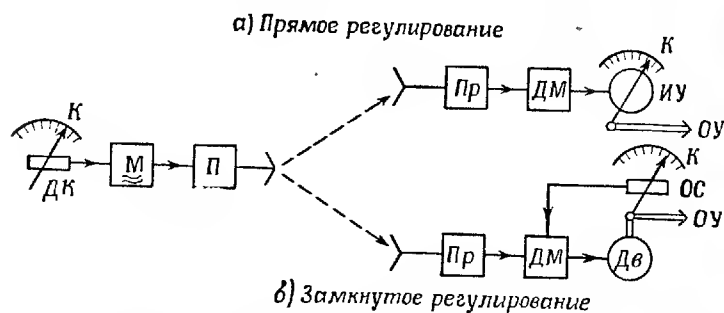 а) Прямое регулирование
К
Пр
ДМ
ИУ
ОУ
К
ДК
М
П
К
ОС
ОУ
Пр
ДМ
Дв
б) Замкнутое регулирование